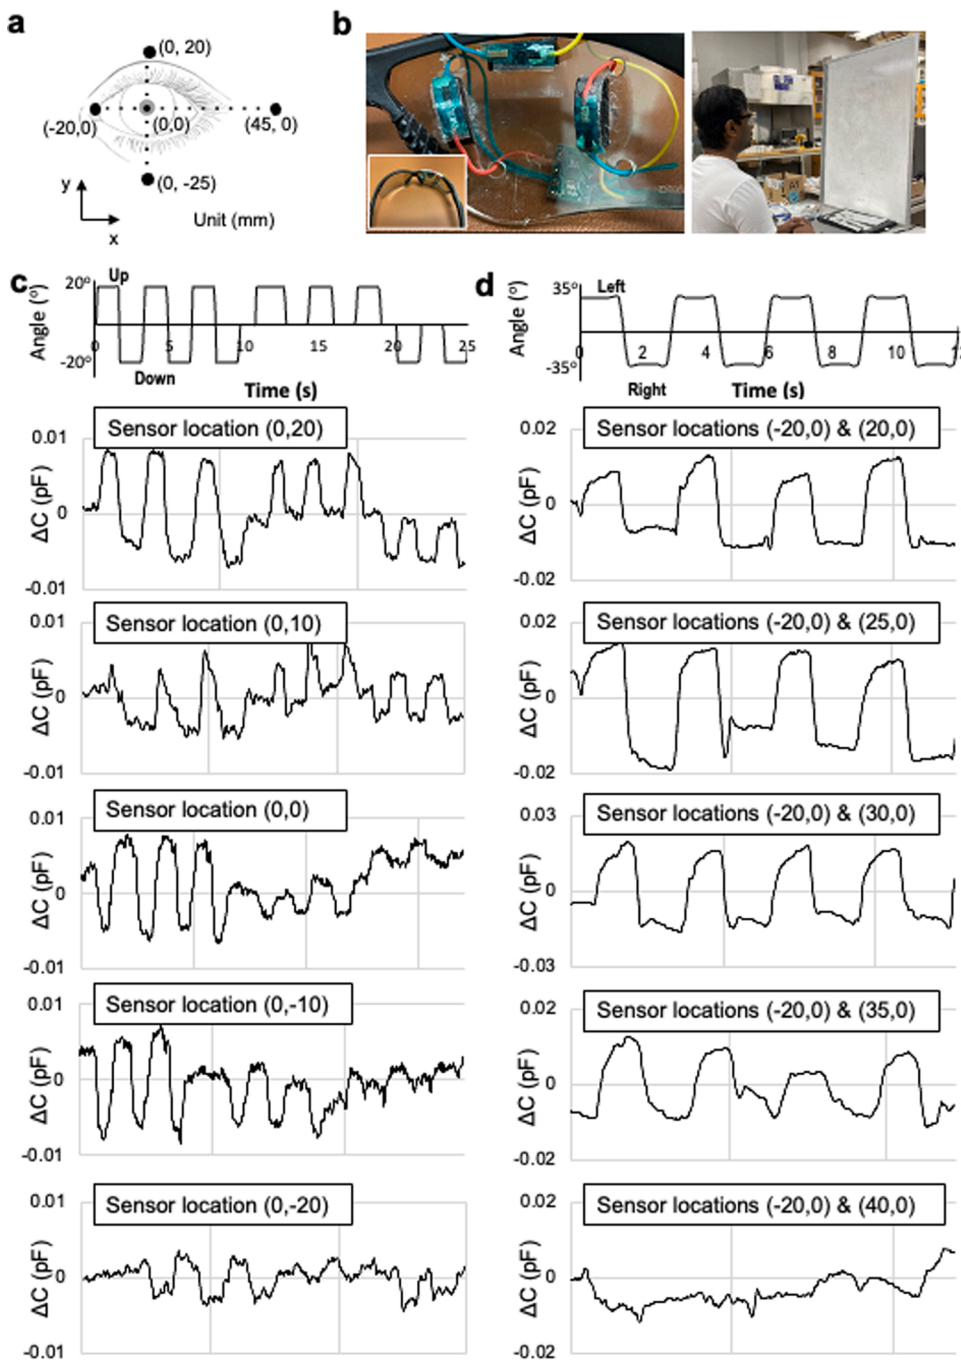 a
(0, 20)
(-20,0)
(0,0)
(45, 0)
(0, -25)
y
x
Unit (mm)
b
c
Angle (°)
20°
Up
0
5
10
15
20
25
-20°
Down
Time (s)
Sensor location (0,20)
ΔC (pF)
0.01
0
-0.01
Sensor location (0,10)
ΔC (pF)
0.01
0
-0.01
Sensor location (0,0)
ΔC (pF)
0.01
0
-0.01
Sensor location (0,-10)
ΔC (pF)
0.01
0
-0.01
Sensor location (0,-20)
ΔC (pF)
0.01
0
-0.01
d
Angle (°)
35°
Left
0
2
4
6
8
10
-35°
Right
Time (s)
Sensor locations (-20,0) & (20,0)
ΔC (pF)
0.02
0
-0.02
Sensor locations (-20,0) & (25,0)
ΔC (pF)
0.02
0
-0.02
Sensor locations (-20,0) & (30,0)
ΔC (pF)
0.03
0
-0.03
Sensor locations (-20,0) & (35,0)
ΔC (pF)
0.02
0
-0.02
Sensor locations (-20,0) & (40,0)
ΔC (pF)
0.02
0
-0.02